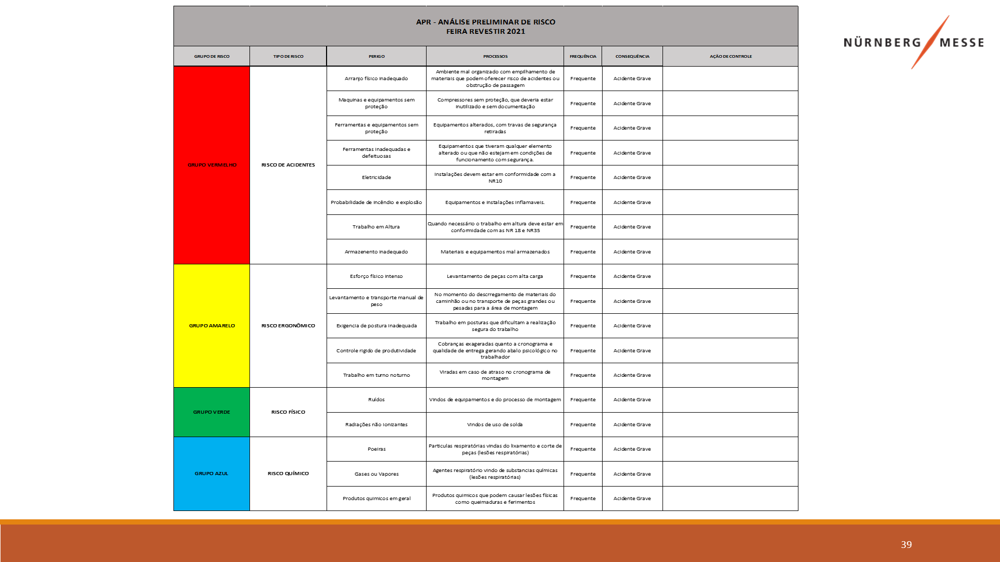 APR - ANÁLISE PRELIMINAR DE RISCO
FEIRA REVESTIR 2021
NÜRNBERG MESSE
GRUPO DE RISCO
TIPO DE RISCO
PERIGO
PROCESSOS
FREQUÊNCIA
CONSEQUÊNCIA
AÇÃO DE CONTROLE
GRUPO VERMELHO
RISCO DE ACIDENTES
Arranjo físico inadequado
Ambiente mal organizado com empilhamento de
materiais que podem oferecer risco de acidentes ou
obstrução de passagem
Frequente
Acidente Grave
Maquinas e equipamentos sem
proteção
Compressores sem proteção, que deveria estar
inutilizado e sem documentação
Frequente
Acidente Grave
Ferramentas e equipamentos sem
proteção
Equipamentos alterados, com travas de segurança
retiradas
Frequente
Acidente Grave
Ferramentas inadequadas e
defeituosas
Equipamentos que tiveram qualquer elemento
alterado ou que não estejam em condições de
funcionamento com segurança.
Frequente
Acidente Grave
Eletricidade
Instalações devem estar em conformidade com a
NR10
Frequente
Acidente Grave
Probabilidade de incêndio e explosão
Equipamentos e instalações inflamaveis.
Frequente
Acidente Grave
Trabalho em Altura
Quando necessário o trabalho em altura deve estar em
conformidade com as NR 18 e NR35
Frequente
Acidente Grave
Armazenento inadequado
Materiais e equipamentos mal armazenados
Frequente
Acidente Grave
GRUPO AMARELO
RISCO ERGONÔMICO
Esforço físico intenso
Levantamento de peças com alta carga
Frequente
Acidente Grave
Levantamento e transporte manual de
peso
No momento do descrregamento de materiais do
caminhão ou no transporte de peças grandes ou
pesadas para a área de montagem
Frequente
Acidente Grave
Exigencia de postura inadequada
Trabalho em posturas que dificultam a realização
segura do trabalho
Frequente
Acidente Grave
Controle rigido de produtividade
Cobranças exageradas quanto a cronograma e
qualidade de entrega gerando abalo psicológico no
trabalhador
Frequente
Acidente Grave
Trabalho em turno noturno
Viradas em caso de atraso no cronograma de
montagem
Frequente
Acidente Grave
GRUPO VERDE
RISCO FÍSICO
Ruídos
Vindos de equipamentos e do processo de montagem
Frequente
Acidente Grave
Radiações não ionizantes
Vindos de uso de solda
Frequente
Acidente Grave
GRUPO AZUL
RISCO QUÍMICO
Poeiras
Particulas respiratórias vindas do lixamento e corte de
peças (lesões respiratórias)
Frequente
Acidente Grave
Gases ou Vapores
Agentes respiratório vindo de substancias químicas
(lesões respiratórias)
Frequente
Acidente Grave
Produtos quimicos em geral
Produtos quimicos que podem causar lesões físicas
como queimaduras e ferimentos
Frequente
Acidente Grave
39